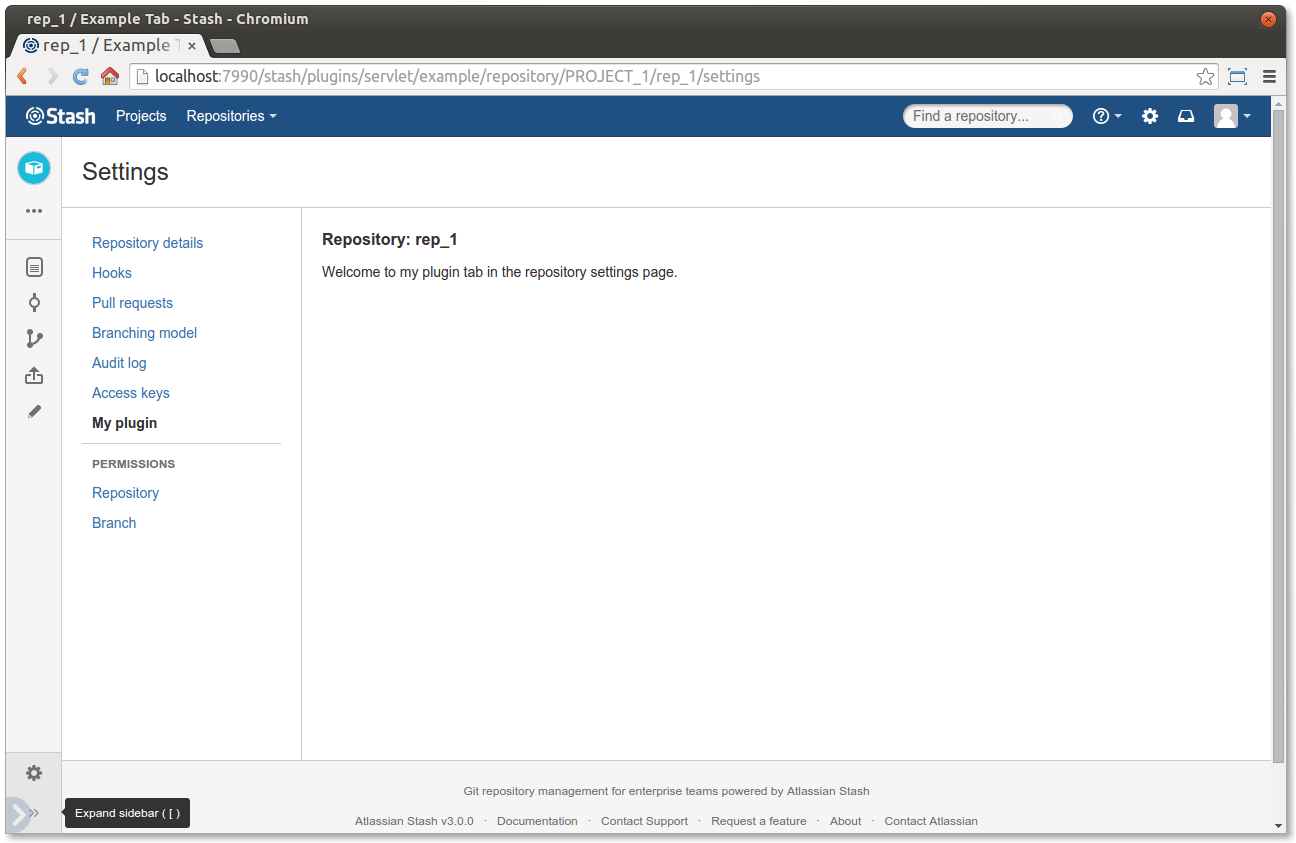 rep_1 / Example Tab - Stash - Chromium
rep_1 / Example
localhost:7990/stash/plugins/servlet/example/repository/PROJECT_1/rep_1/settings
Stash Projects Repositories Find a repository...
Settings
Repository details
Hooks
Pull requests
Branching model
Audit log
Access keys
My plugin
PERMISSIONS
Repository
Branch
Repository: rep_1
Welcome to my plugin tab in the repository settings page.
Expand sidebar ( [ )
Git repository management for enterprise teams powered by Atlassian Stash
Atlassian Stash v3.0.0 · Documentation · Contact Support · Request a feature · About · Contact Atlassian